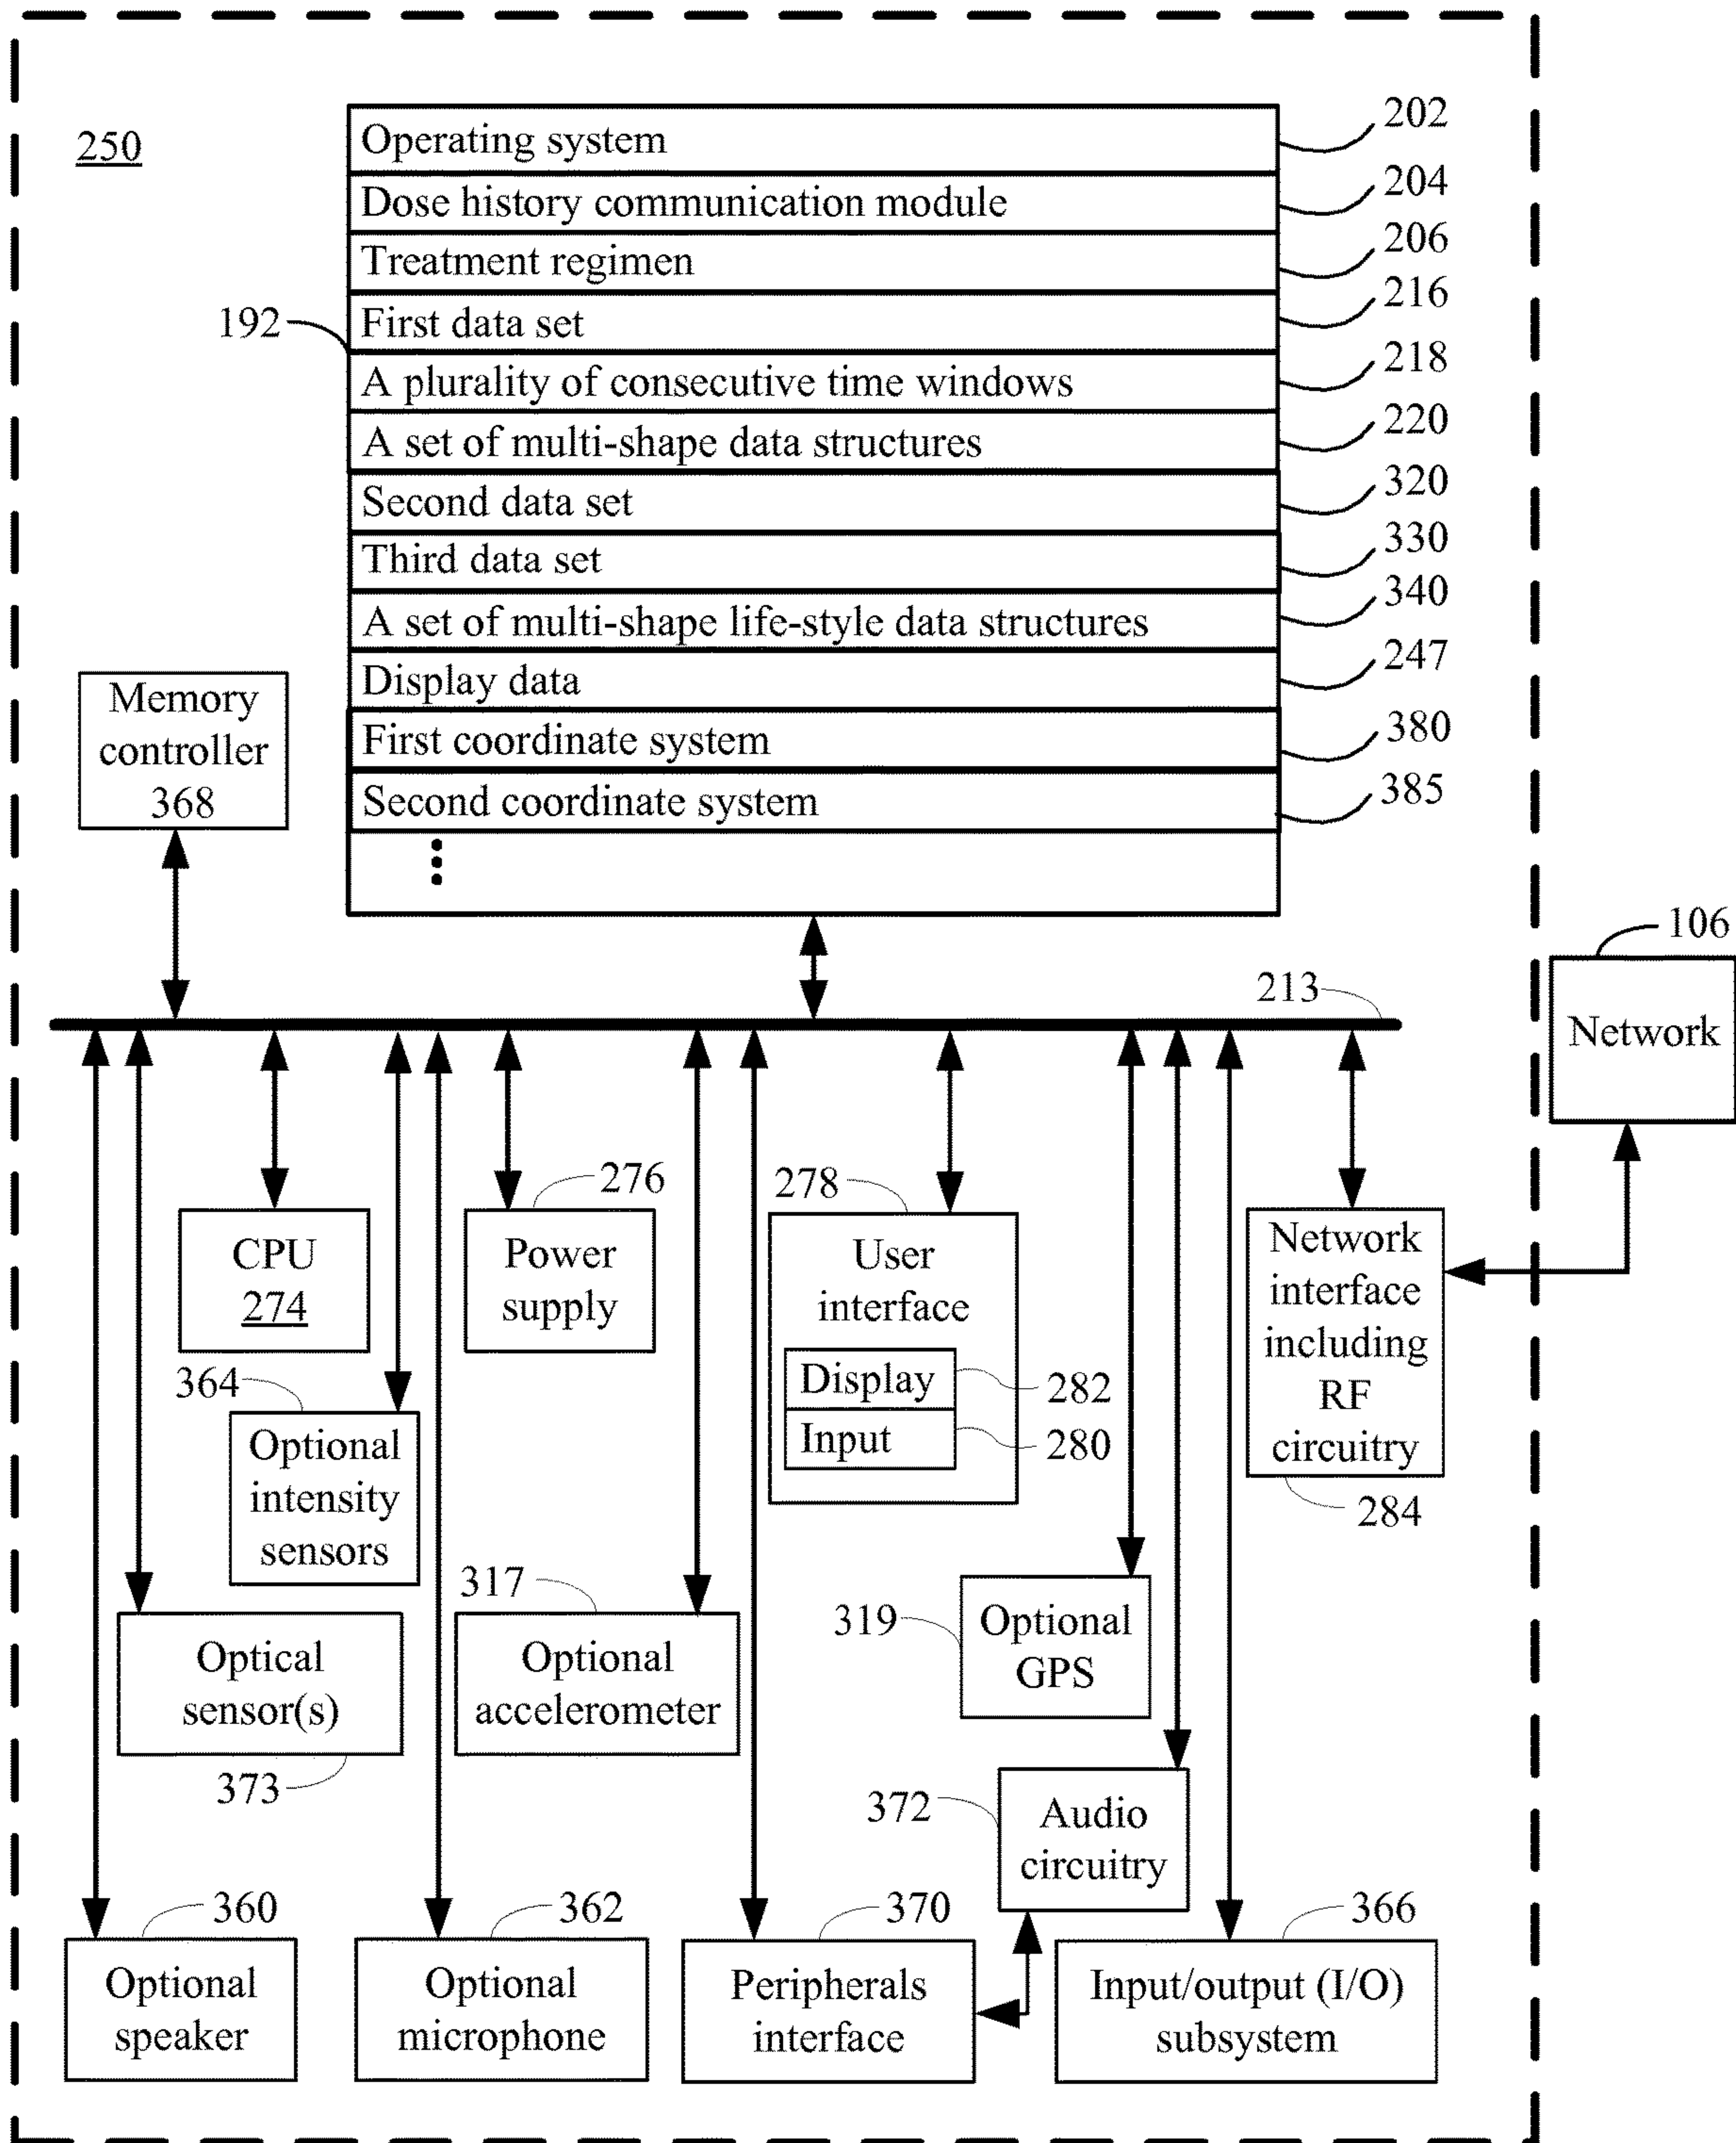 250
Operating system 202
Dose history communication module 204
Treatment regimen 206
First data set 216
192
A plurality of consecutive time windows 218
A set of multi-shape data structures 220
Second data set 320
Third data set 330
A set of multi-shape life-style data structures 340
Display data 247
First coordinate system 380
Second coordinate system 385
Memory
controller
368
106
Network
213
CPU
274
276
Power
supply
278
User
interface
Display 282
Input 280
Network
interface
including
RF
circuitry
284
364
Optional
intensity
sensors
Optical
sensor(s)
373
317
Optional
accelerometer
319
Optional
GPS
372
Audio
circuitry
360
Optional
speaker
362
Optional
microphone
370
Peripherals
interface
366
Input/output (I/O)
subsystem